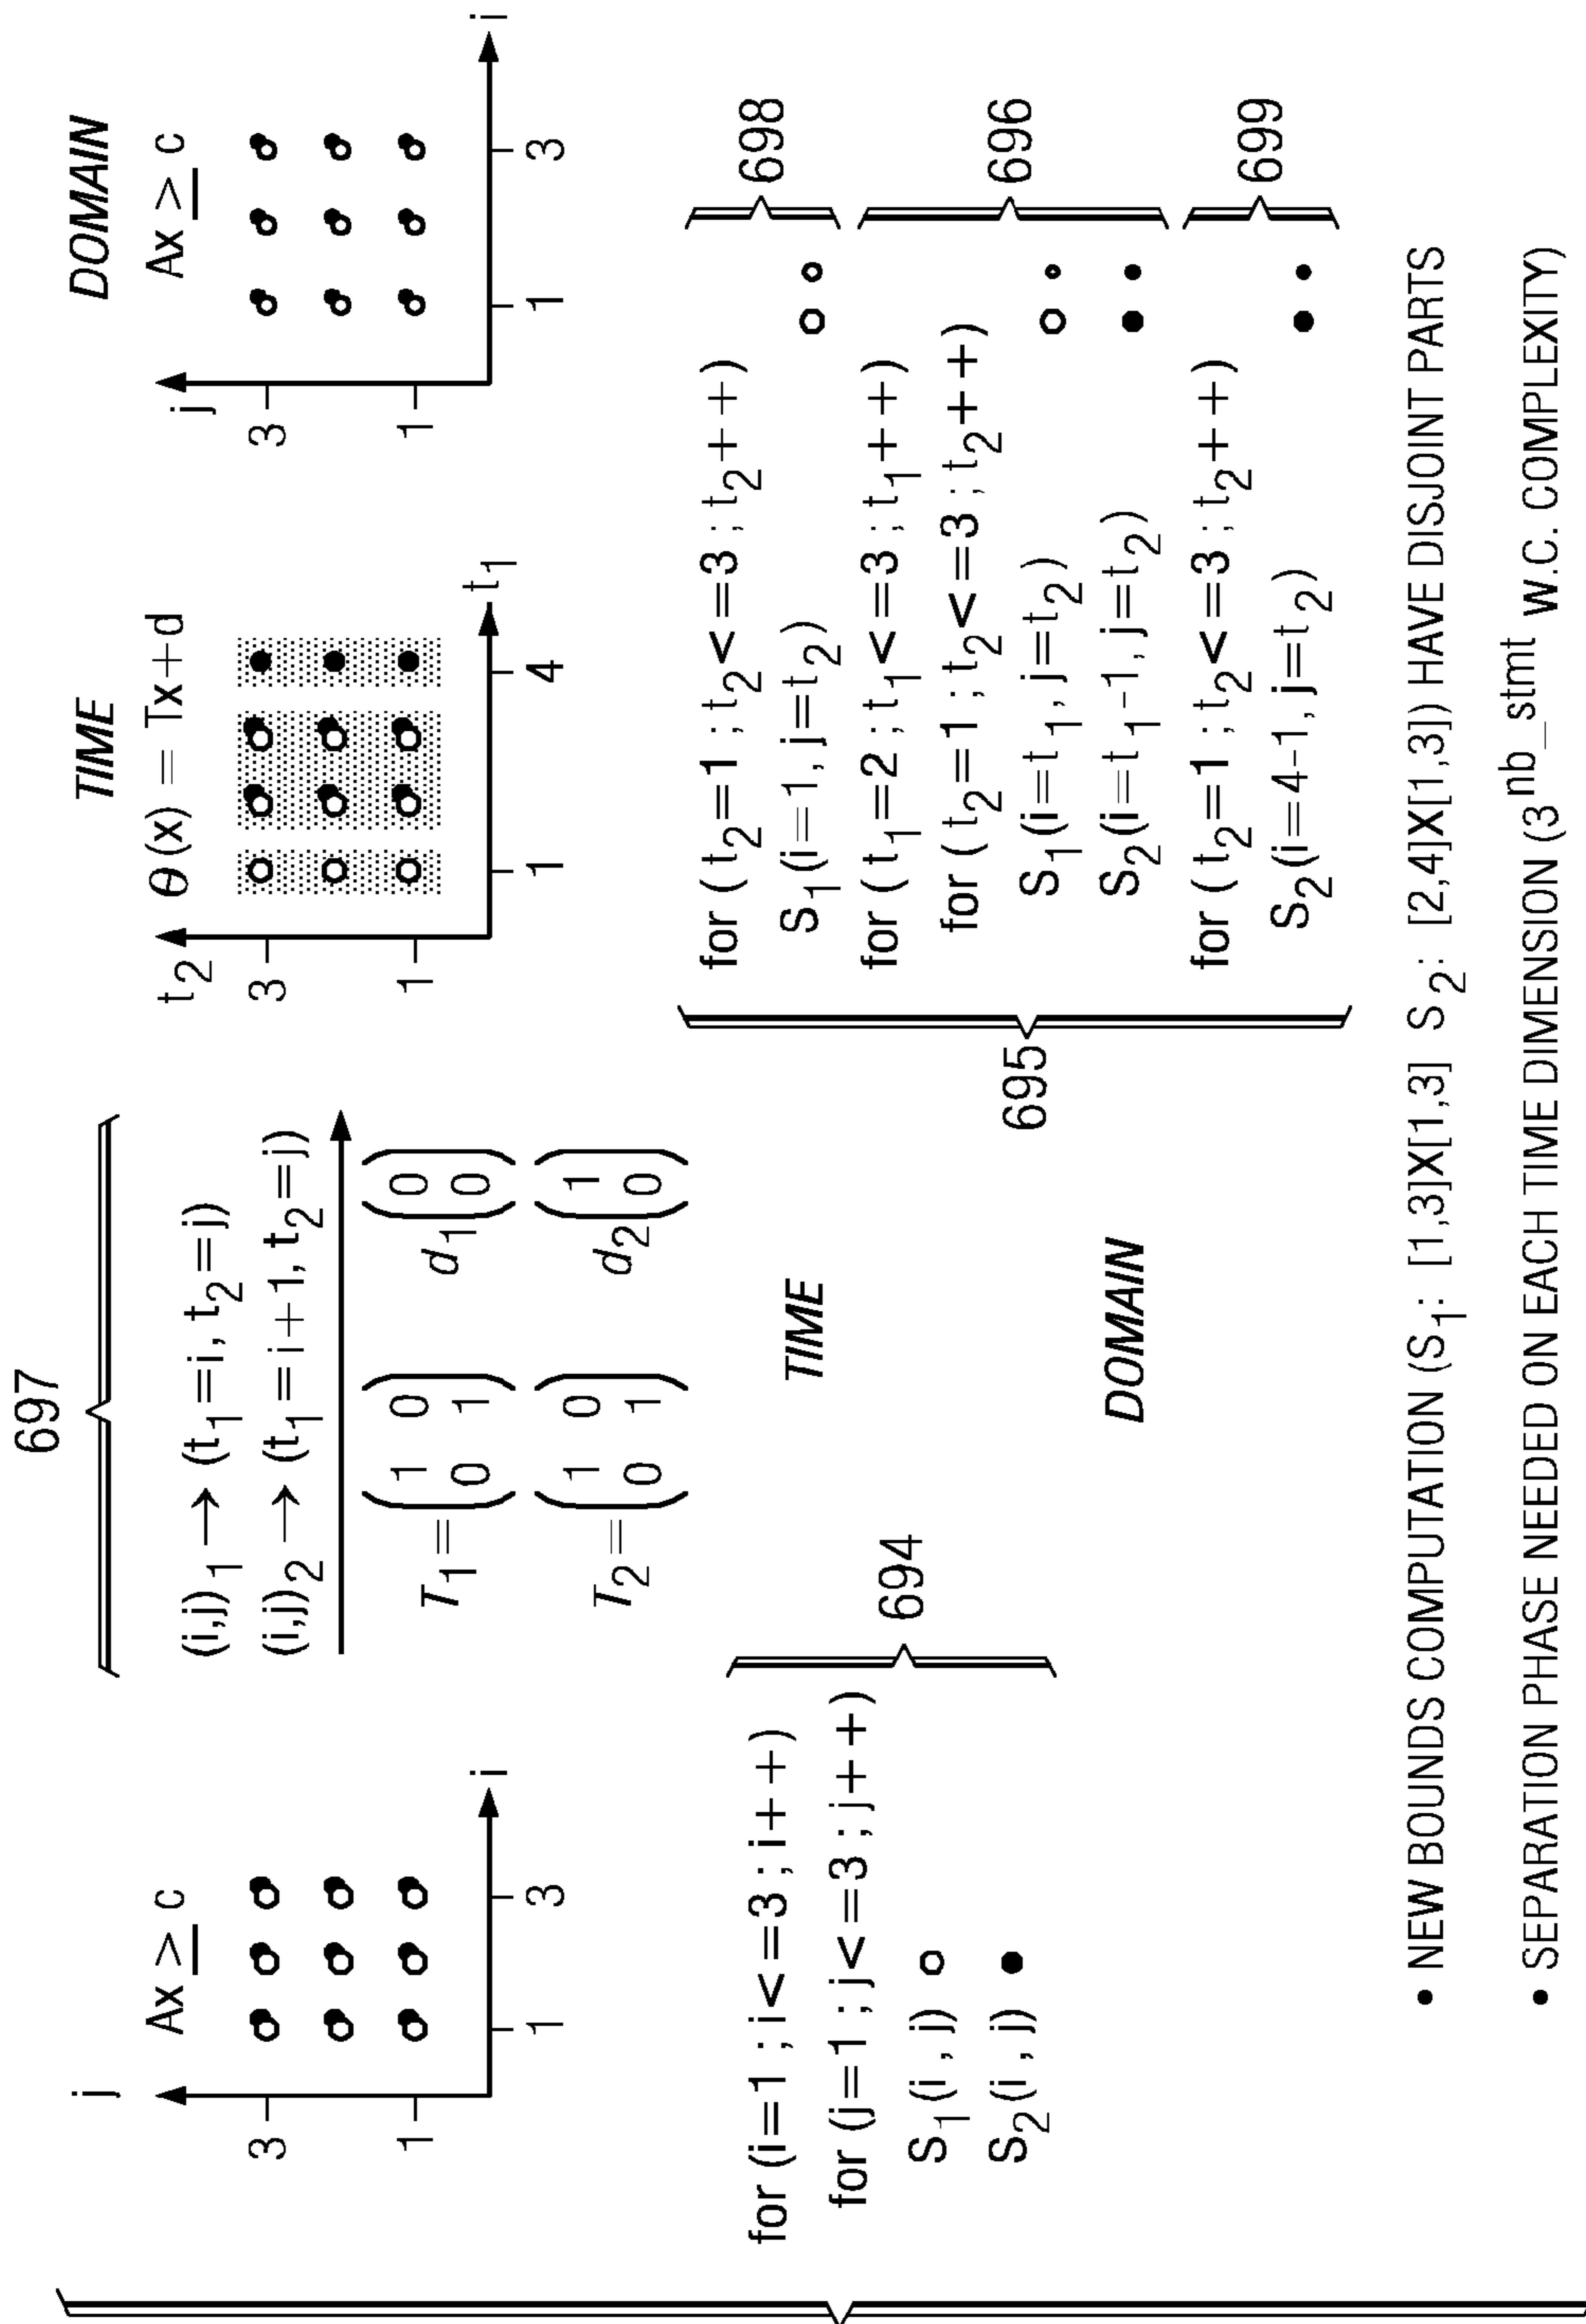 697
j
Ax ≥ c
3
1
1
3
i
(i,j)1 → (t1=i, t2=j)
(i,j)2 → (t1=i+1, t2=j)
T1= (1 0 0 1) d1 (0 0)
T2= (1 0 0 1) d2 (1 0)
TIME
t2
θ(x) = Tx+d
3
1
1
4
t1
DOMAIN
j
Ax ≥ c
3
1
1
3
i
for (i=1 ; i<=3 ; i++)
for (j=1 ; j<=3 ; j++)
S1(i , j)
S2(i , j)
694
TIME
DOMAIN
695
for ( t2=1 ; t2<=3 ; t2++)
S1(i=1, j=t2)
698
for ( t1=2 ; t1<=3 ; t1++)
for ( t2=1 ; t2<=3 ; t2++)
S1(i=t1, j=t2)
S2(i=t1-1, j=t2)
696
for ( t2=1 ; t2<=3 ; t2++)
S2(i=4-1, j=t2)
699
• NEW BOUNDS COMPUTATION (S1: [1,3]X[1,3] S2: [2,4]X[1,3]) HAVE DISJOINT PARTS
• SEPARATION PHASE NEEDED ON EACH TIME DIMENSION (3^nb_stmt W.C. COMPLEXITY)